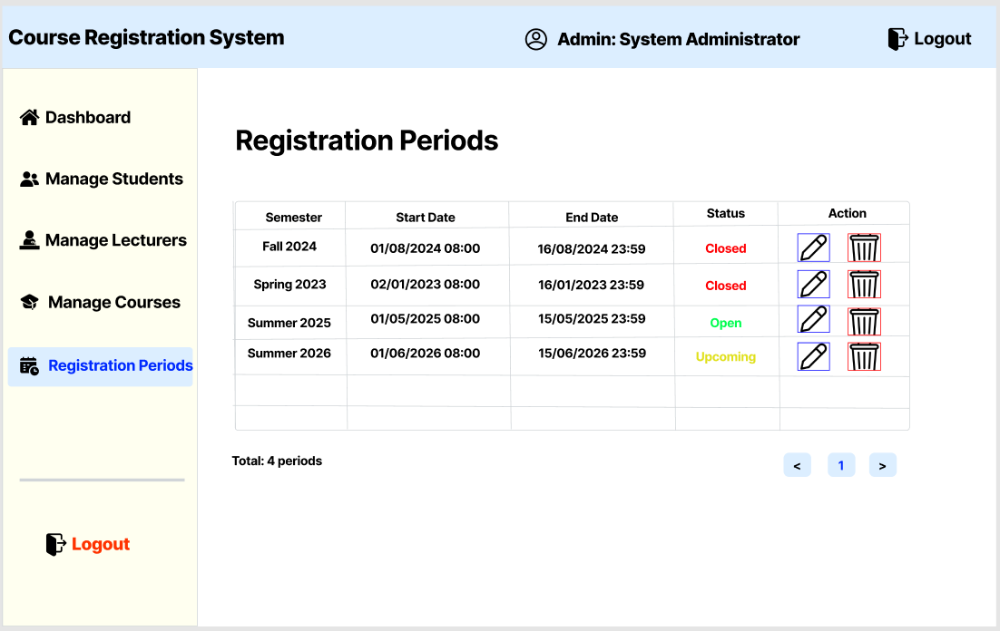 Course Registration System
Admin: System Administrator
Logout
Dashboard
Manage Students
Manage Lecturers
Manage Courses
Registration Periods
Logout
Registration Periods
Semester Start Date End Date Status Action
Fall 2024 01/08/2024 08:00 16/08/2024 23:59 Closed
Spring 2023 02/01/2023 08:00 16/01/2023 23:59 Closed
Summer 2025 01/05/2025 08:00 15/05/2025 23:59 Open
Summer 2026 01/06/2026 08:00 15/06/2026 23:59 Upcoming
Total: 4 periods
< 1 >